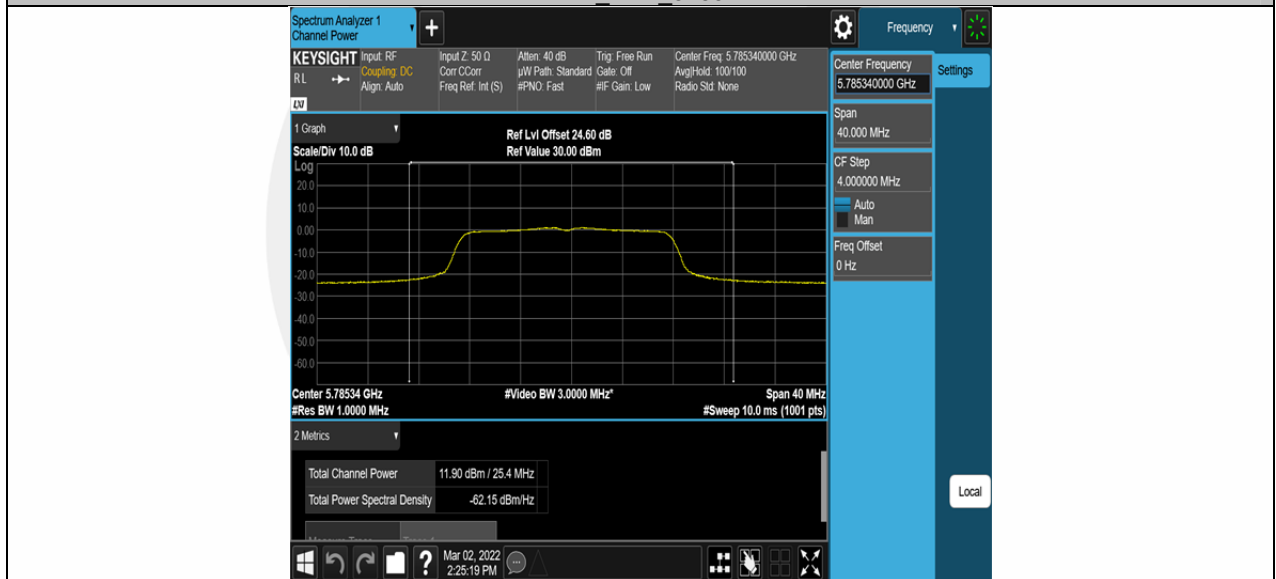 Spectrum Analyzer 1
Channel Power
+
Frequency
KEYSIGHT
RL
LXI
Input: RF
Coupling: DC
Align: Auto
Input Z: 50 Ω
Corr CCorr
Freq Ref: Int (S)
Atten: 40 dB
µW Path: Standard
#PNO: Fast
Trig: Free Run
Gate: Off
#IF Gain: Low
Center Freq: 5.785340000 GHz
Avg|Hold: 100/100
Radio Std: None
Center Frequency
5.785340000 GHz
Settings
Span
40.000 MHz
CF Step
4.000000 MHz
Auto
Man
Freq Offset
0 Hz
Local
1 Graph
Scale/Div 10.0 dB
Ref Lvl Offset 24.60 dB
Ref Value 30.00 dBm
Log
20.0
10.0
0.00
-10.0
-20.0
-30.0
-40.0
-50.0
-60.0
Center 5.78534 GHz
#Video BW 3.0000 MHz*
Span 40 MHz
#Res BW 1.0000 MHz
#Sweep 10.0 ms (1001 pts)
2 Metrics
Total Channel Power 11.90 dBm / 25.4 MHz
Total Power Spectral Density -62.15 dBm/Hz
?
Mar 02, 2022
2:25:19 PM